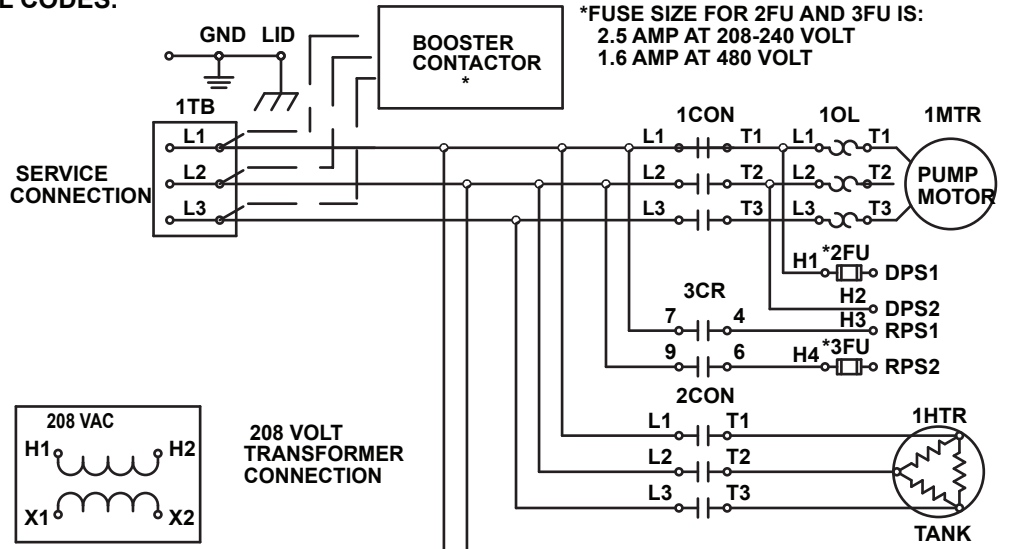 L CODES:
*FUSE SIZE FOR 2FU AND 3FU IS:
2.5 AMP AT 208-240 VOLT
1.6 AMP AT 480 VOLT
GND LID
BOOSTER
CONTACTOR
*
1TB
1CON
1OL
1MTR
SERVICE
CONNECTION
L1
L2
L3
L1 T1 L1 T1
L2 T2 L2 T2
L3 T3 L3 T3
PUMP
MOTOR
H1 *2FU DPS1
H2 DPS2
3CR
7 4 H3 RPS1
9 6 H4 *3FU RPS2
2CON
L1 T1
L2 T2
L3 T3
1HTR
TANK
208 VAC
H1 H2
X1 X2
208 VOLT
TRANSFORMER
CONNECTION